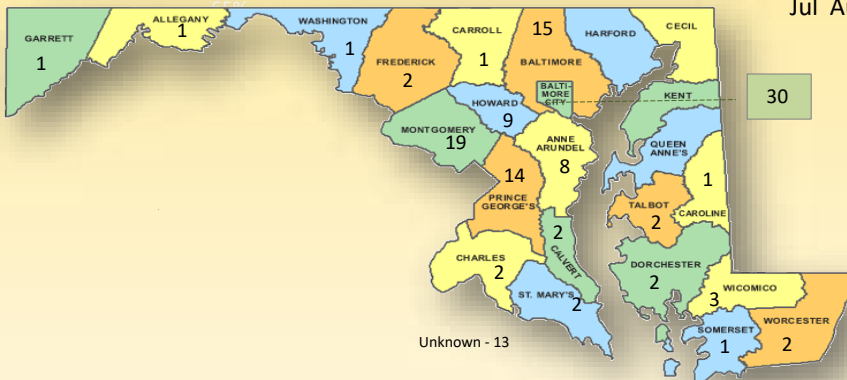 Jul
GARRETT
1
ALLEGANY
1
WASHINGTON
1
FREDERICK
2
CARROLL
1
15
BALTIMORE
HARFORD
CECIL
BALTI-
MORE
CITY
30
KENT
HOWARD
9
MONTGOMERY
19
ANNE
ARUNDEL
8
QUEEN
ANNE'S
14
PRINCE
GEORGE'S
1
CAROLINE
TALBOT
2
2
CALVERT
CHARLES
2
ST. MARY'S
2
DORCHESTER
2
WICOMICO
3
SOMERSET
1
WORCESTER
2
Unknown - 13